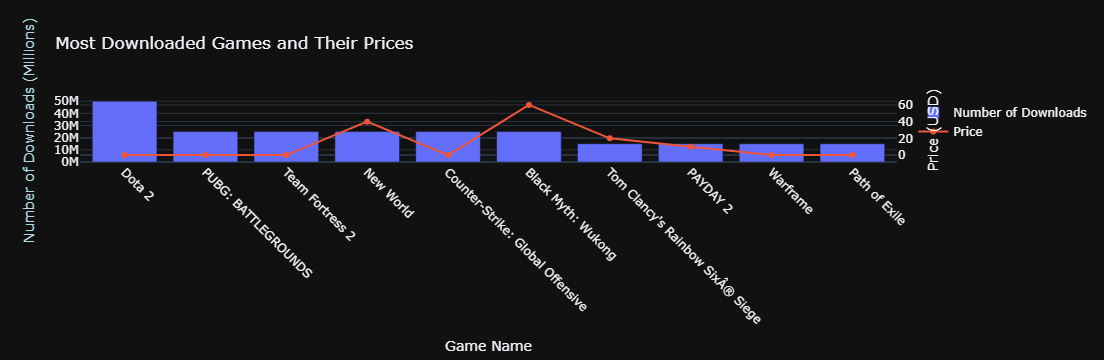 Most Downloaded Games and Their Prices
Number of Downloads (Millions)
50M
40M
30M
20M
10M
0M
60
40
20
0
Price (USD)
Number of Downloads
Price
Dota 2
PUBG: BATTLEGROUNDS
Team Fortress 2
New World
Counter-Strike: Global Offensive
Black Myth: Wukong
Tom Clancy's Rainbow SixÂ® Siege
PAYDAY 2
Warframe
Path of Exile
Game Name